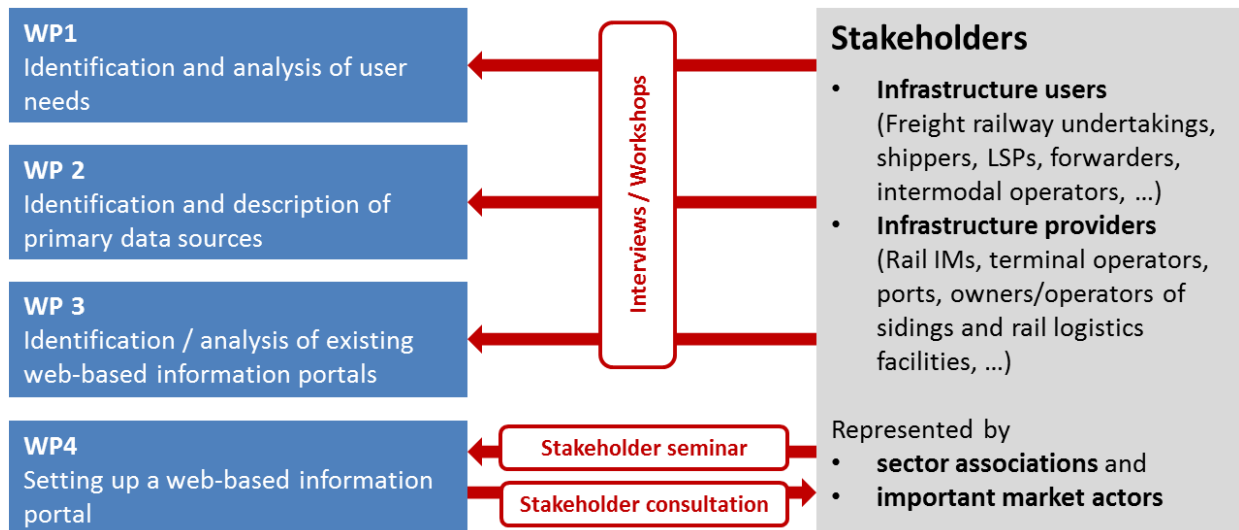 WP1
Identification and analysis of user
needs
WP 2
Identification and description of
primary data sources
WP 3
Identification / analysis of existing
web-based information portals
WP4
Setting up a web-based information
portal
Interviews / Workshops
Stakeholder seminar
Stakeholder consultation
Stakeholders
• Infrastructure users
(Freight railway undertakings,
shippers, LSPs, forwarders,
intermodal operators, ...)
• Infrastructure providers
(Rail IMs, terminal operators,
ports, owners/operators of
sidings and rail logistics
facilities, ...)
Represented by
• sector associations and
• important market actors